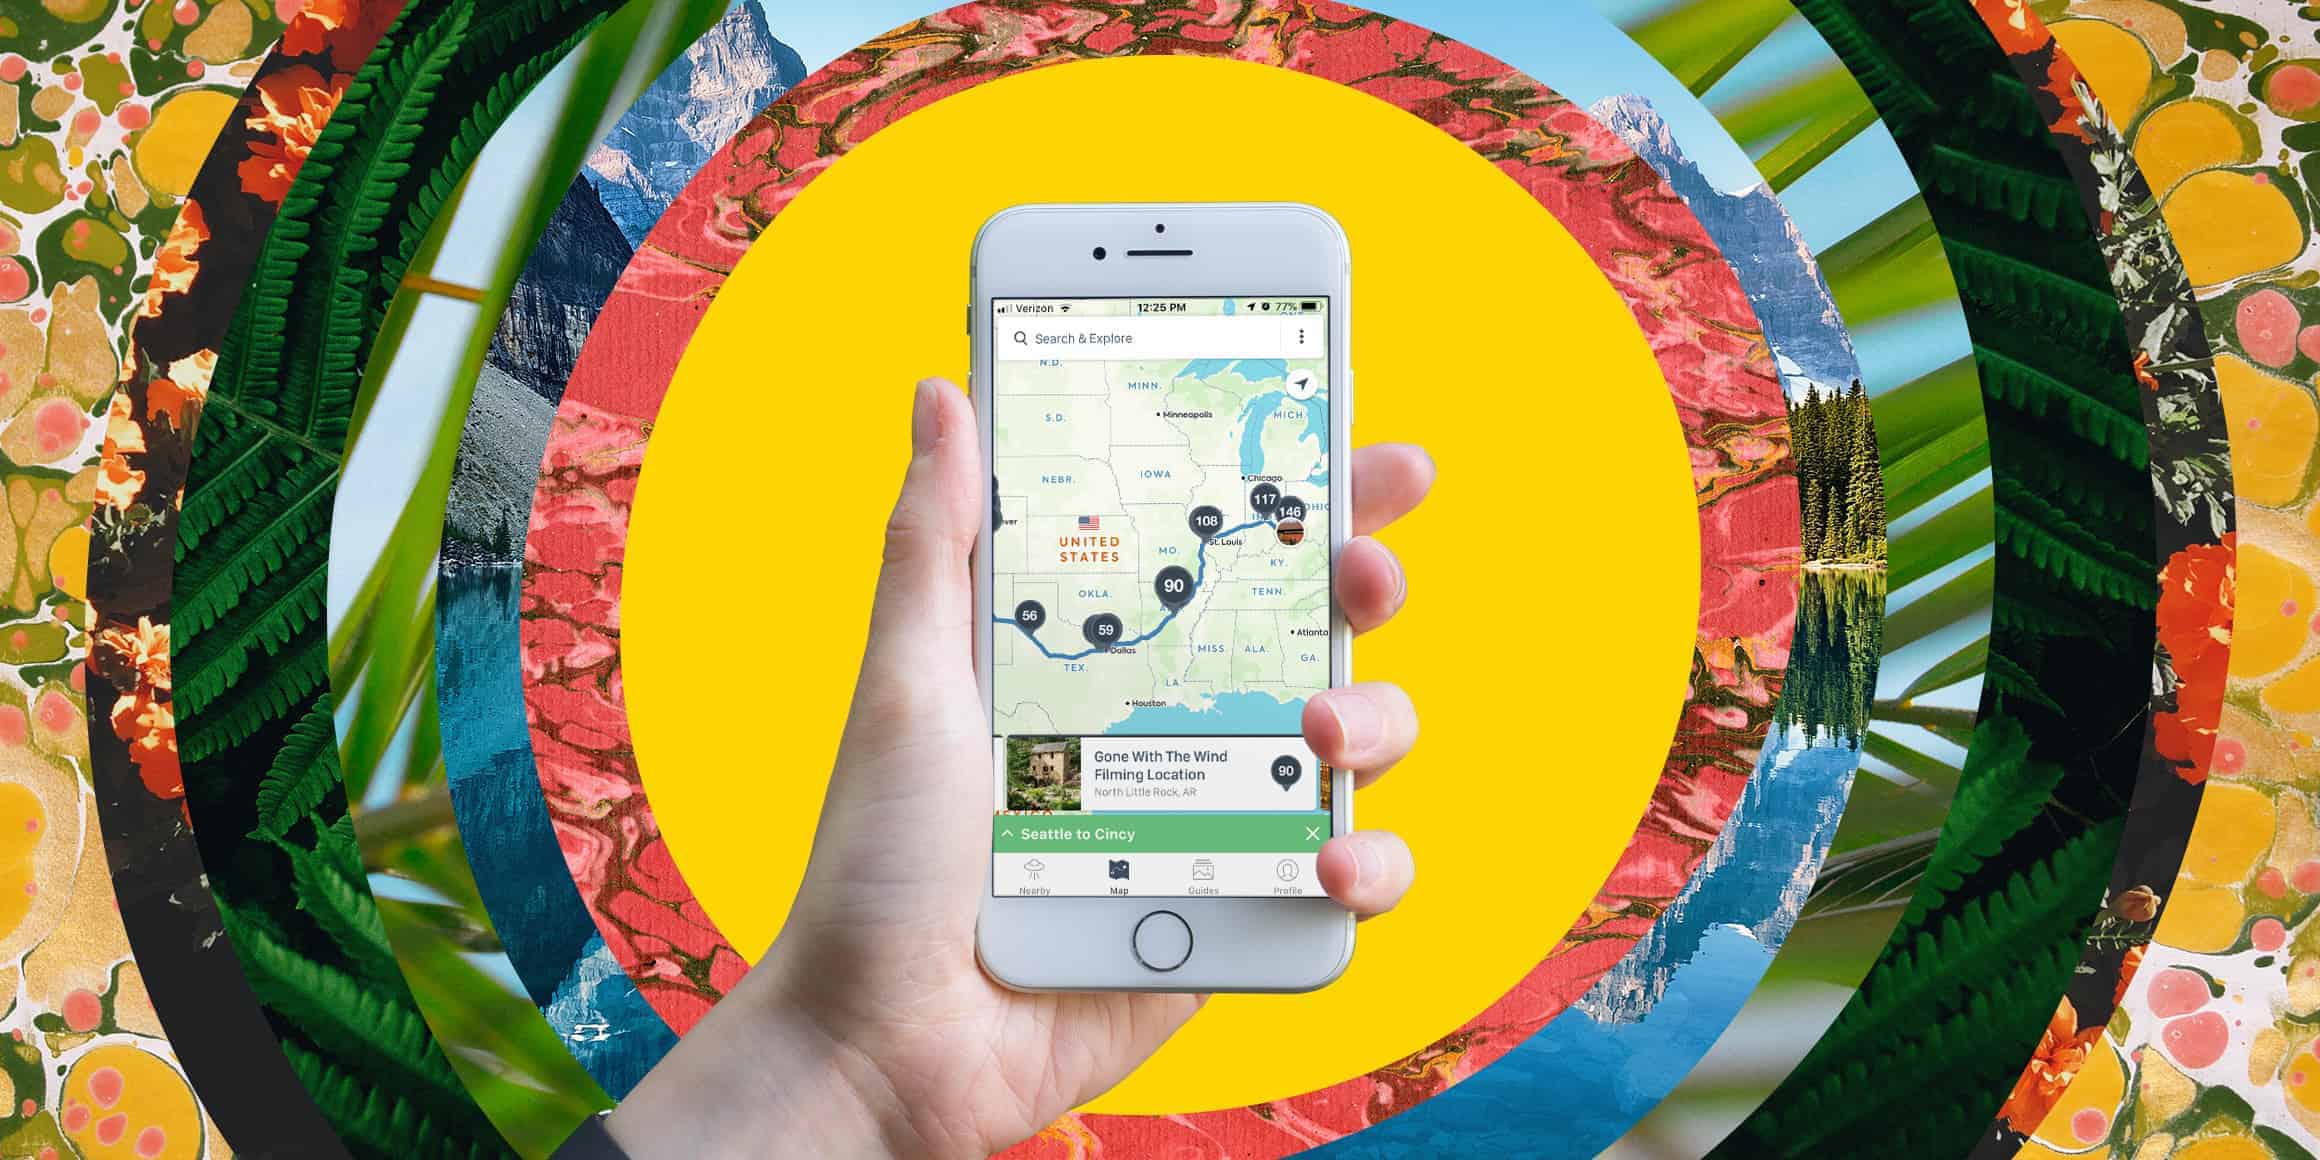 Verizon 12:25 PM 77%
Search & Explore
N.D.
MINN.
Minneapolis
S.D.
MICH
IOWA
NEBR.
Chicago
117
146
108
OHIO
UNITED
STATES
St. Louis
MO.
KY.
90
OKLA.
TENN.
56
59
Atlanta
Dallas
MISS.
ALA.
GA.
TEX.
LA
Houston
Gone With The Wind
Filming Location
90
North Little Rock, AR
Seattle to Cincy
Nearby
Map
Guides
Profile